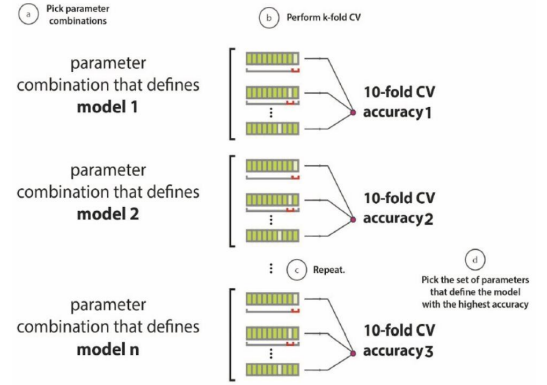 a
Pick parameter
combinations
b
Perform k-fold CV
parameter
combination that defines
model 1
10-fold CV
accuracy1
parameter
combination that defines
model 2
10-fold CV
accuracy2
c
Repeat.
d
Pick the set of parameters
that define the model
with the highest accuracy
parameter
combination that defines
model n
10-fold CV
accuracy3